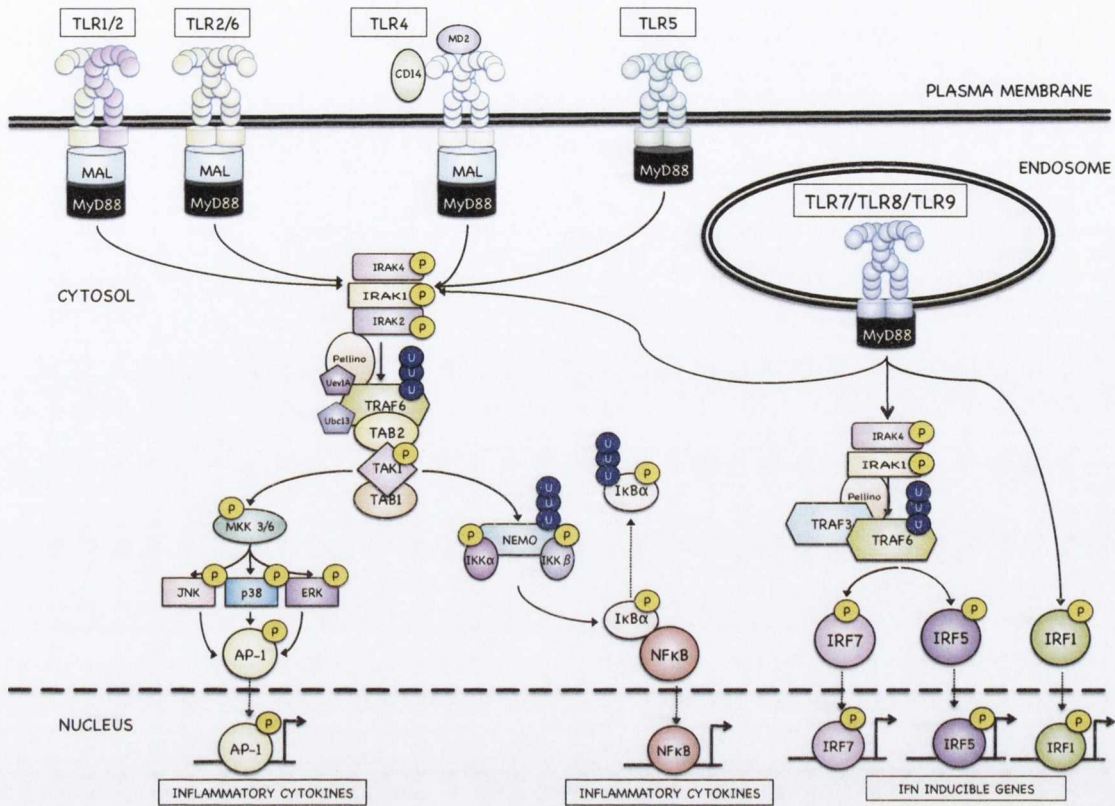 TLR1/2
TLR2/6
TLR4
TLR5
MD2
CD14
PLASMA MEMBRANE
MAL
MyD88
MAL
MyD88
MAL
MyD88
MyD88
ENDOSOME
TLR7/TLR8/TLR9
MyD88
CYTOSOL
IRAK4
P
IRAK1
P
IRAK2
P
Pellino
U
U
U
Uev1A
Ubc13
TRAF6
TAB2
P
TAK1
TAB1
IRAK4
P
IRAK1
P
Pellino
U
U
U
TRAF3
TRAF6
P
MKK 3/6
JNK
P
p38
P
ERK
P
P
AP-1
U
U
U
P
NEMO
P
IKKα
IKKβ
U
U
U
P
IκBα
P
IκBα
NFκB
P
IRF7
P
IRF5
P
IRF1
NUCLEUS
P
AP-1
NFκB
P
IRF7
P
IRF5
P
IRF1
INFLAMMATORY CYTOKINES
INFLAMMATORY CYTOKINES
IFN INDUCIBLE GENES